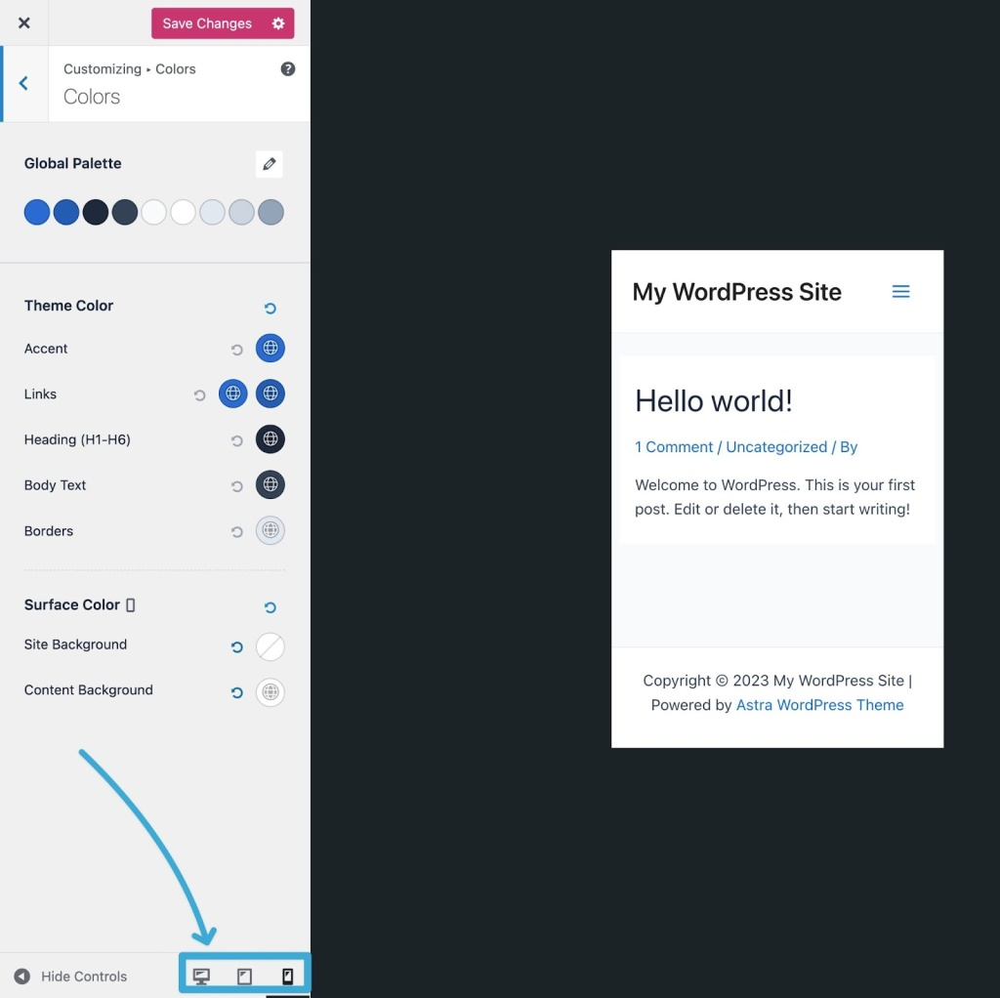 Save Changes
Customizing ▸ Colors
Colors
Global Palette
Theme Color
Accent
Links
Heading (H1-H6)
Body Text
Borders
Surface Color
Site Background
Content Background
Hide Controls
My WordPress Site
Hello world!
1 Comment / Uncategorized / By
Welcome to WordPress. This is your first
post. Edit or delete it, then start writing!
Copyright © 2023 My WordPress Site |
Powered by Astra WordPress Theme